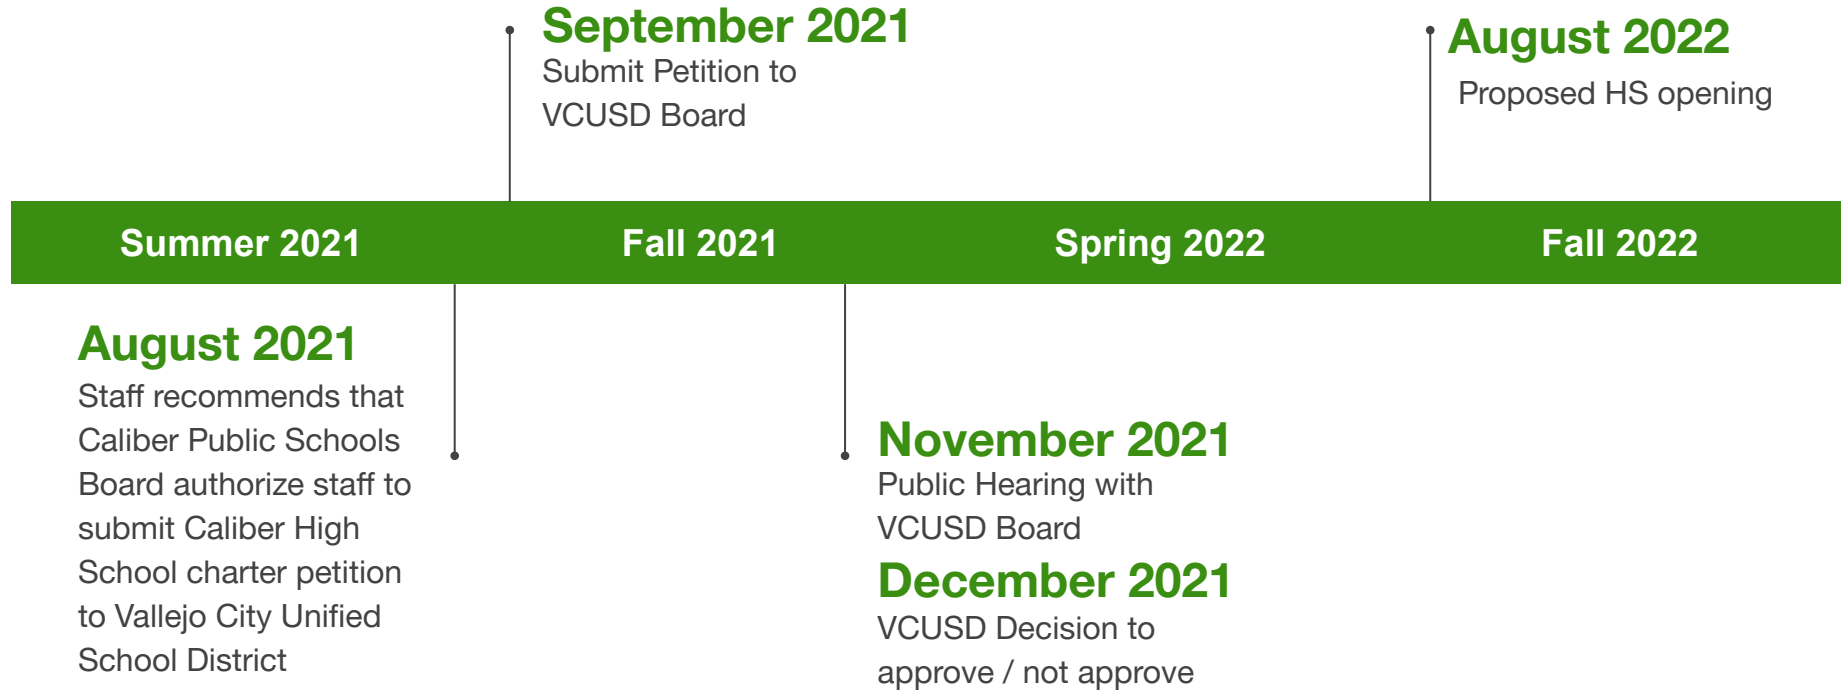 September 2021
Submit Petition to
VCUSD Board
August 2022
Proposed HS opening
Summer 2021
Fall 2021
Spring 2022
Fall 2022
August 2021
Staff recommends that
Caliber Public Schools
Board authorize staff to
submit Caliber High
School charter petition
to Vallejo City Unified
School District
November 2021
Public Hearing with
VCUSD Board
December 2021
VCUSD Decision to
approve / not approve